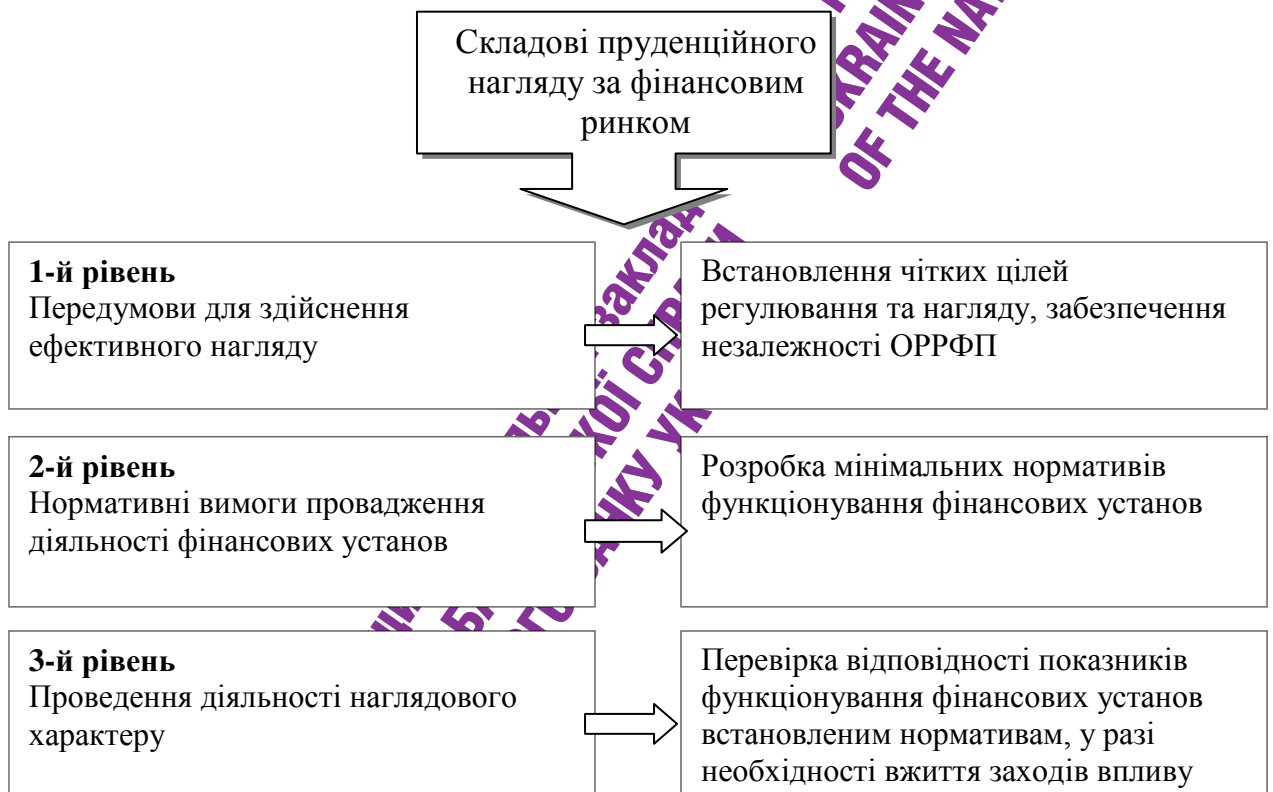 Складові пруденційного
нагляду за фінансовим
ринком
1-й рівень
Передумови для здійснення
ефективного нагляду
Встановлення чітких цілей
регулювання та нагляду, забезпечення
незалежності ОРРФП
2-й рівень
Нормативні вимоги провадження
діяльності фінансових установ
Розробка мінімальних нормативів
функціонування фінансових установ
3-й рівень
Проведення діяльності наглядового
характеру
Перевірка відповідності показників
функціонування фінансових установ
встановленим нормативам, у разі
необхідності вжиття заходів впливу
OF THE